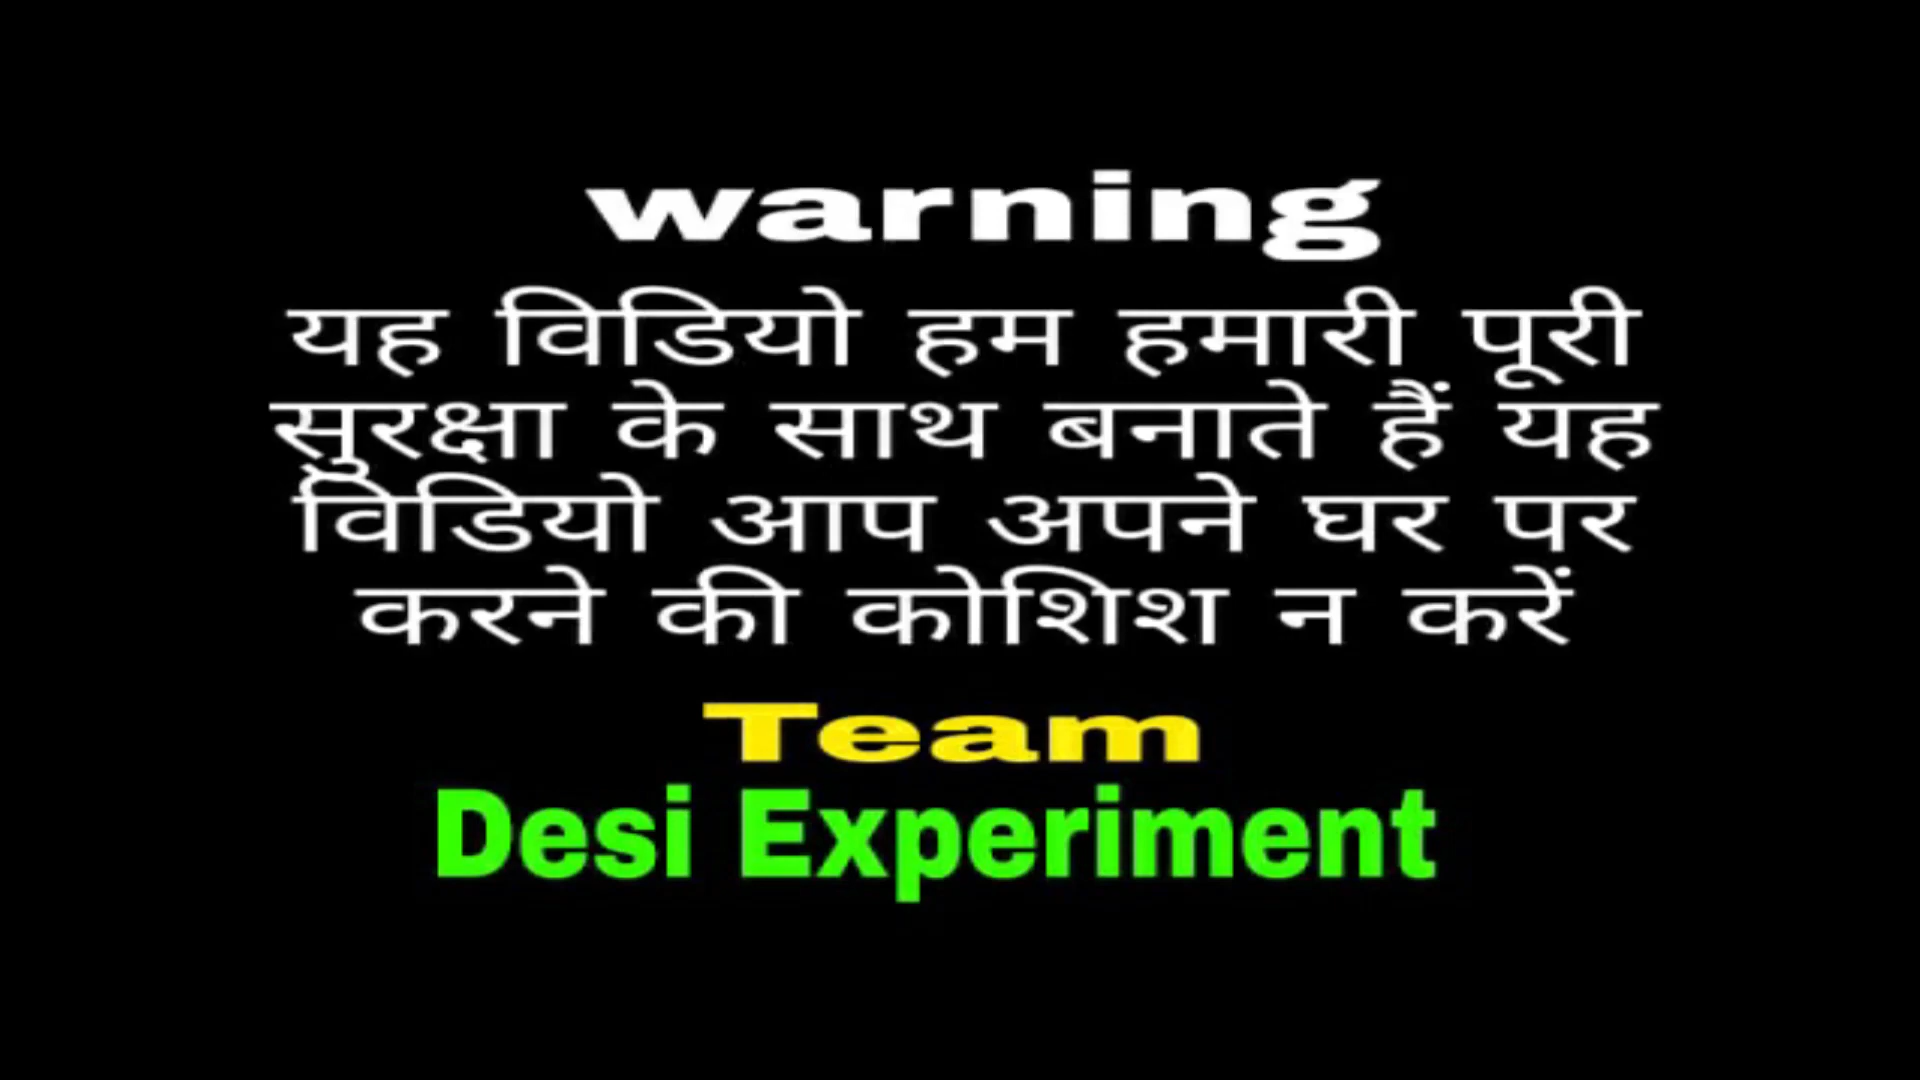 warning
यह विडियो हम हमारी पूरी
सुरक्षा के साथ बनाते हैं यह
विडियो आप अपने घर पर
करने की कोशिश न करें
Team
Desi Experiment